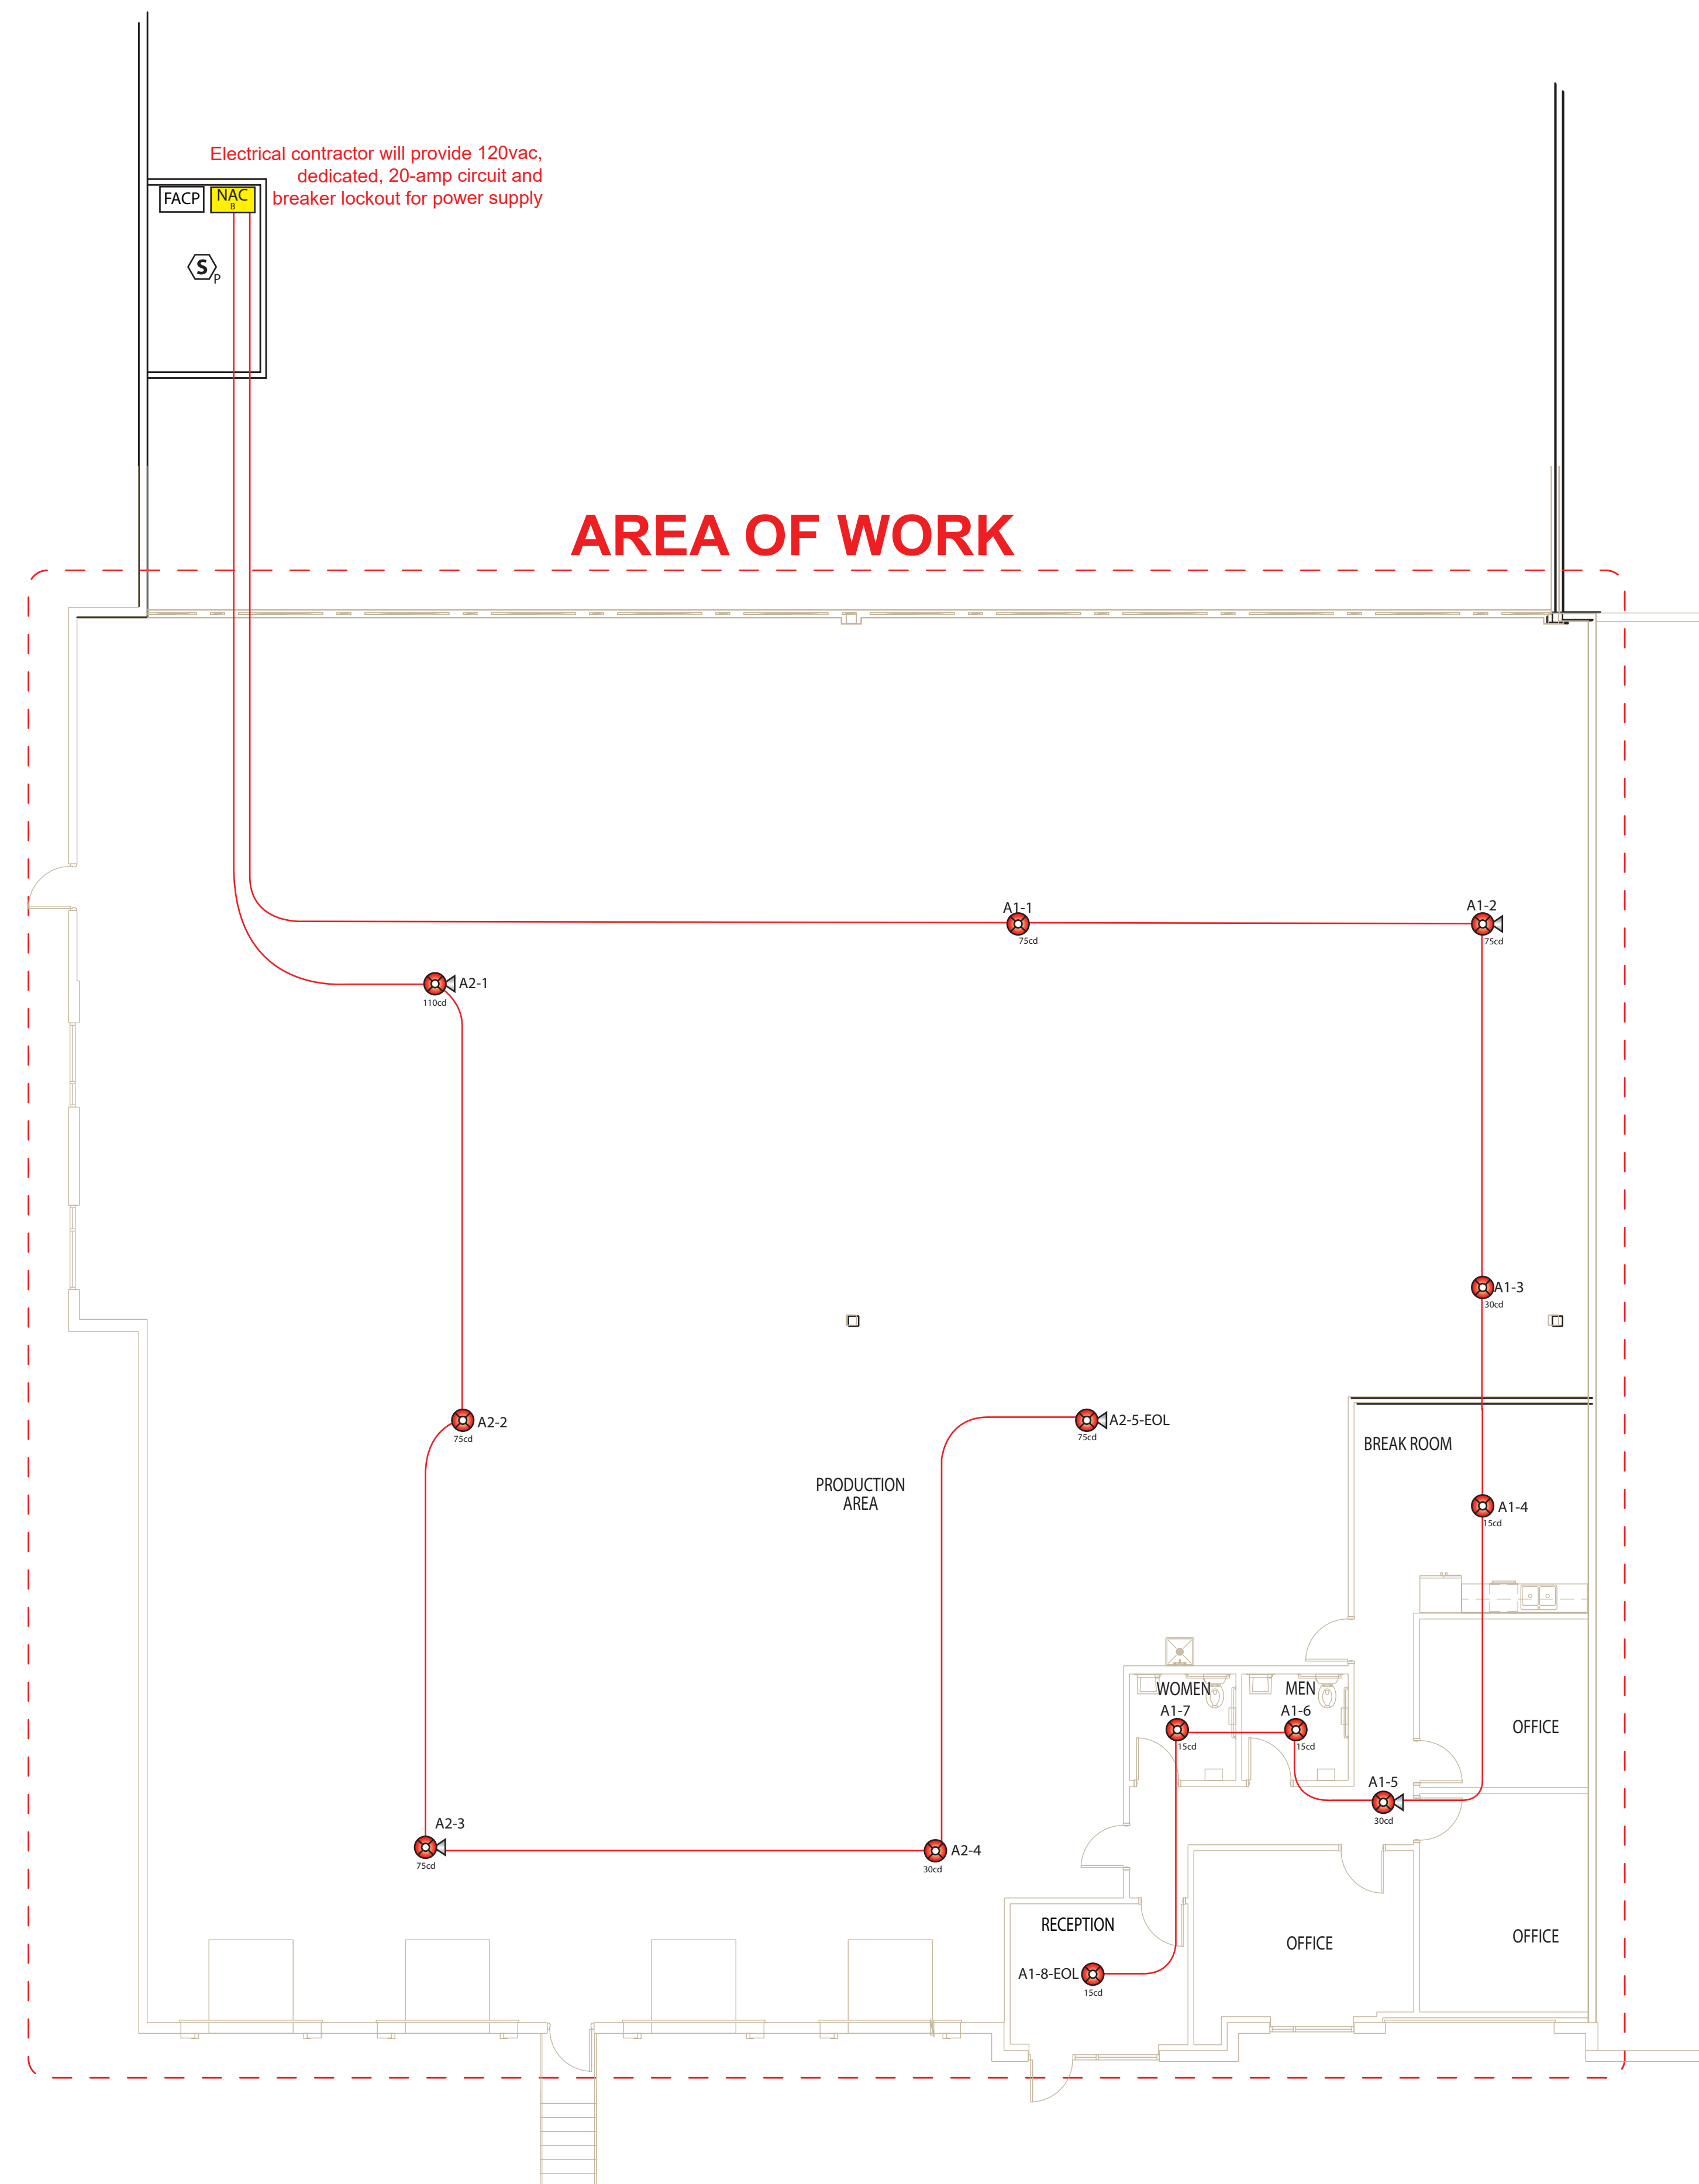 Electrical contractor will provide 120vac,
dedicated, 20-amp circuit and
breaker lockout for power supply
FACP
NAC
B
S
P
AREA OF WORK
A1-1
75cd
A1-2
75cd
A2-1
110cd
A1-3
30cd
A2-2
75cd
A2-5-EOL
75cd
BREAK ROOM
PRODUCTION
AREA
A1-4
15cd
WOMEN
MEN
A1-7
15cd
A1-6
15cd
OFFICE
A1-5
30cd
A2-3
75cd
A2-4
30cd
RECEPTION
OFFICE
OFFICE
A1-8-EOL
15cd